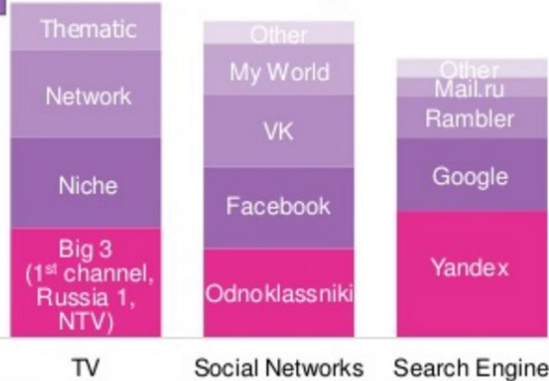 Thematic
Network
Niche
Big 3
(1st channel,
Russia 1,
NTV)
TV
Other
My World
VK
Facebook
Odnoklassniki
Social Networks
Other
Mail.ru
Rambler
Google
Yandex
Search Engine